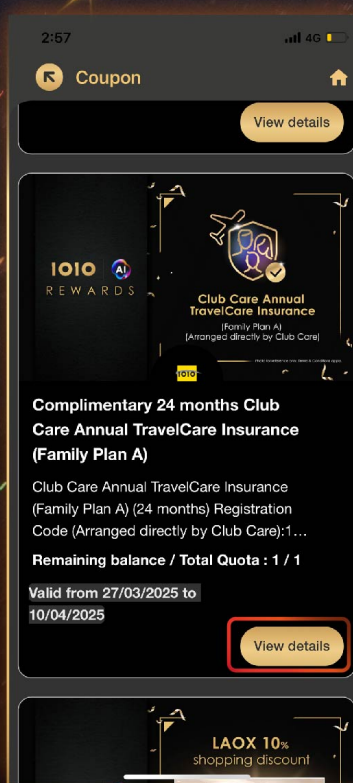 2:57
4G
Coupon
View details
1O1O AI
REWARDS
Club Care Annual
TravelCare Insurance
(Family Plan A)
(Arranged directly by Club Care)
1O1O
Complimentary 24 months Club
Care Annual TravelCare Insurance
(Family Plan A)
Club Care Annual TravelCare Insurance
(Family Plan A) (24 months) Registration
Code (Arranged directly by Club Care):1...
Remaining balance / Total Quota : 1 / 1
Valid from 27/03/2025 to
10/04/2025
View details
LAOX 10%
shopping discount